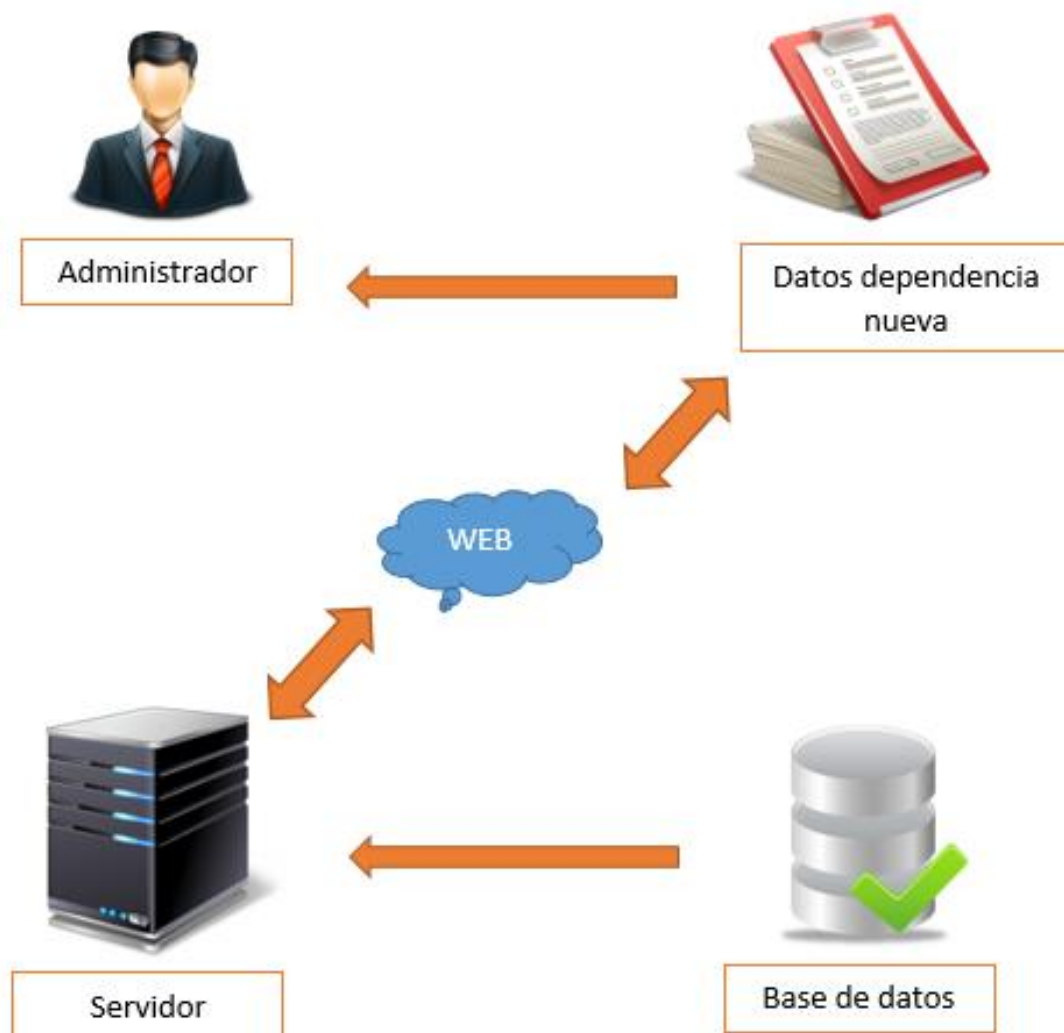 Administrador
Datos dependencia
nueva
WEB
Servidor
Base de datos